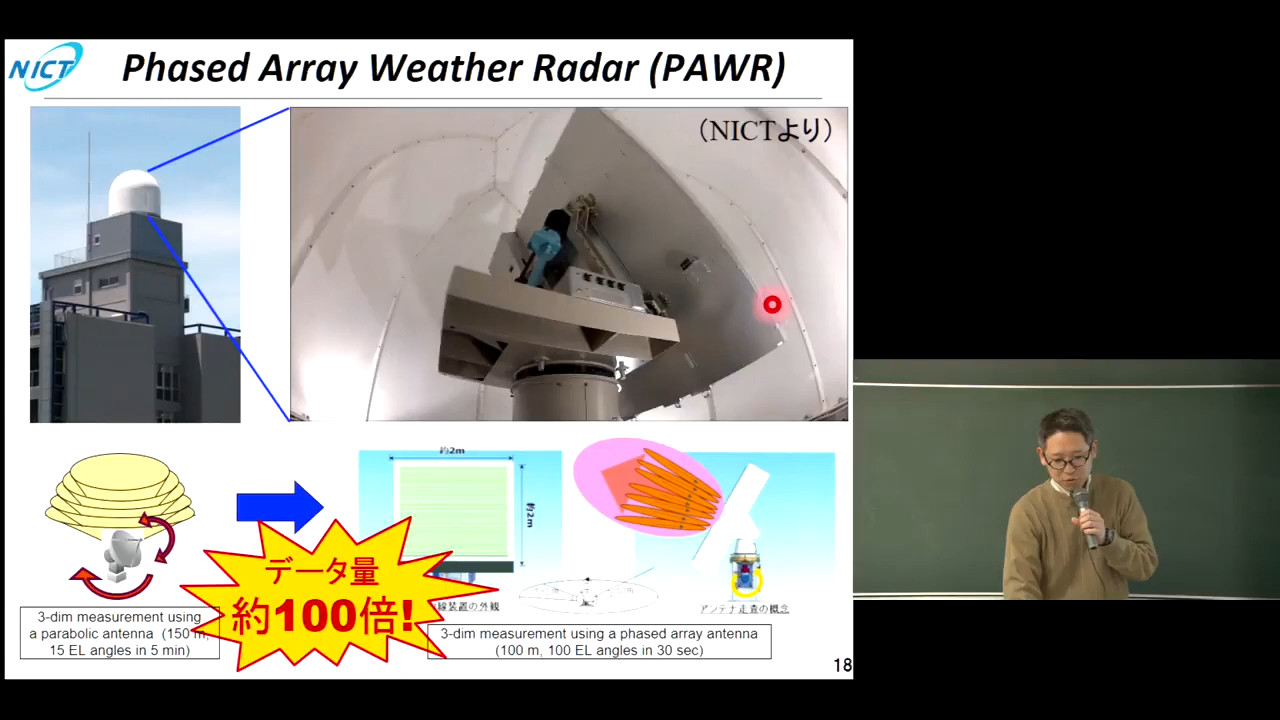 NICT
Phased Array Weather Radar (PAWR)
（NICTより）
約2m
約2m
データ量
約100倍!
線装置の外観
アンテナ走査の概念
3-dim measurement using
a parabolic antenna (150 m,
15 EL angles in 5 min)
3-dim measurement using a phased array antenna
(100 m, 100 EL angles in 30 sec)
18